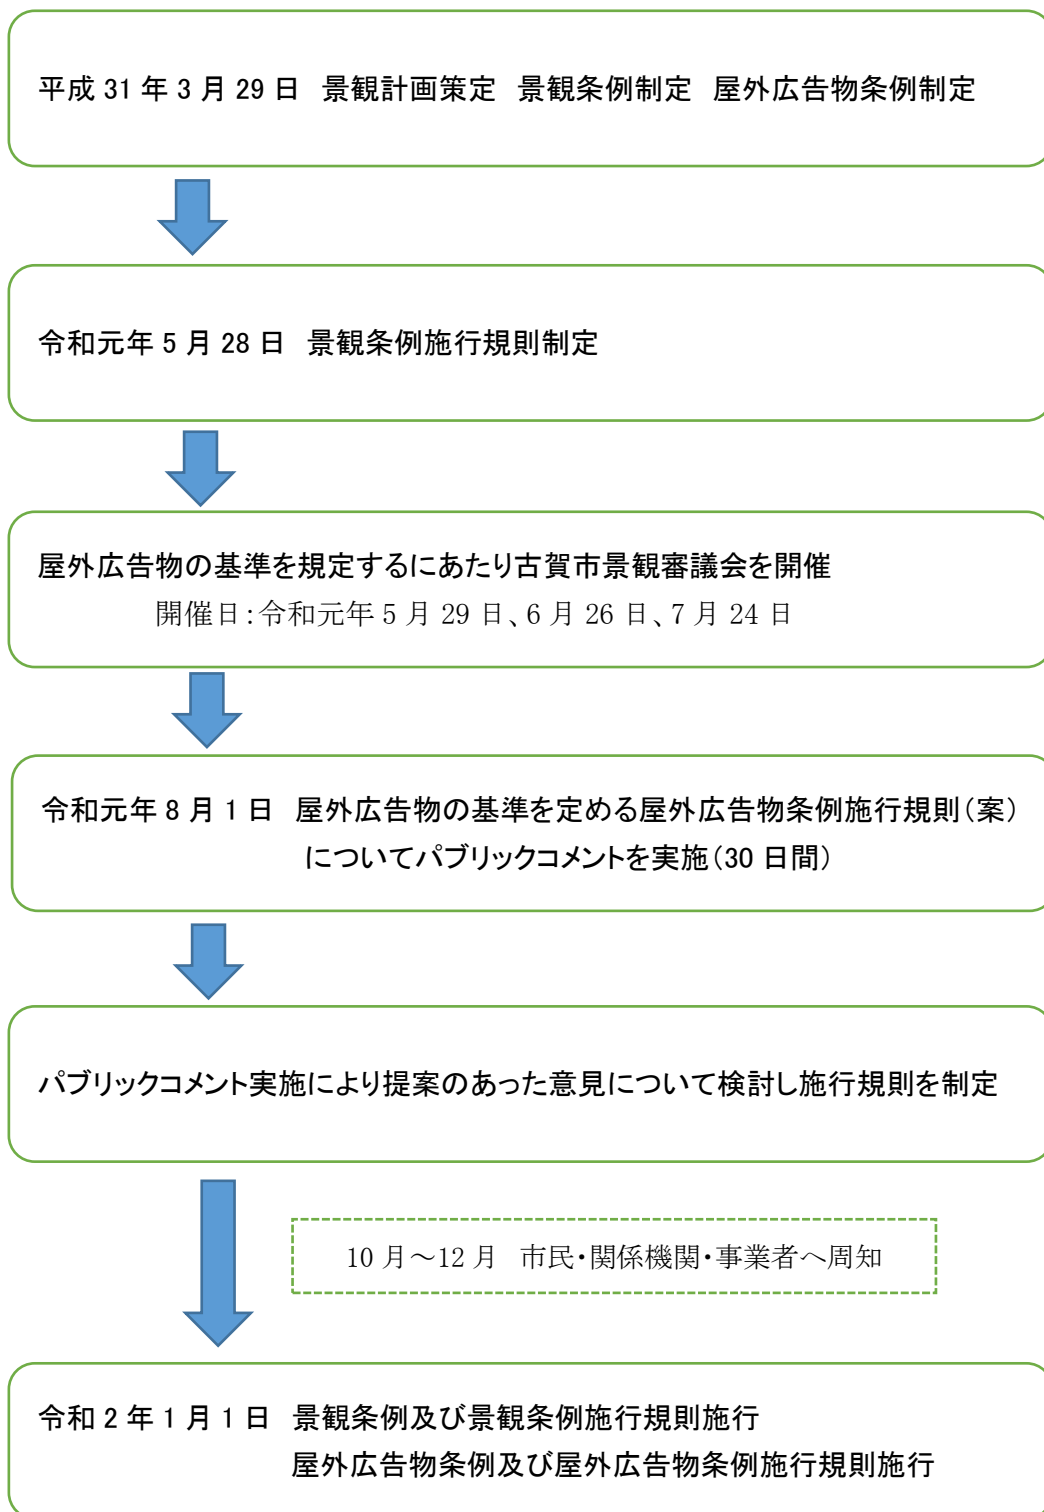 平成 31 年 3 月 29 日　景観計画策定　景観条例制定　屋外広告物条例制定
令和元年 5 月 28 日　景観条例施行規則制定
屋外広告物の基準を規定するにあたり古賀市景観審議会を開催
開催日：令和元年 5 月 29 日、6 月 26 日、7 月 24 日
令和元年 8 月 1 日　屋外広告物の基準を定める屋外広告物条例施行規則（案）
についてパブリックコメントを実施（30 日間）
パブリックコメント実施により提案のあった意見について検討し施行規則を制定
10 月～12 月　市民・関係機関・事業者へ周知
令和 2 年 1 月 1 日　景観条例及び景観条例施行規則施行
屋外広告物条例及び屋外広告物条例施行規則施行